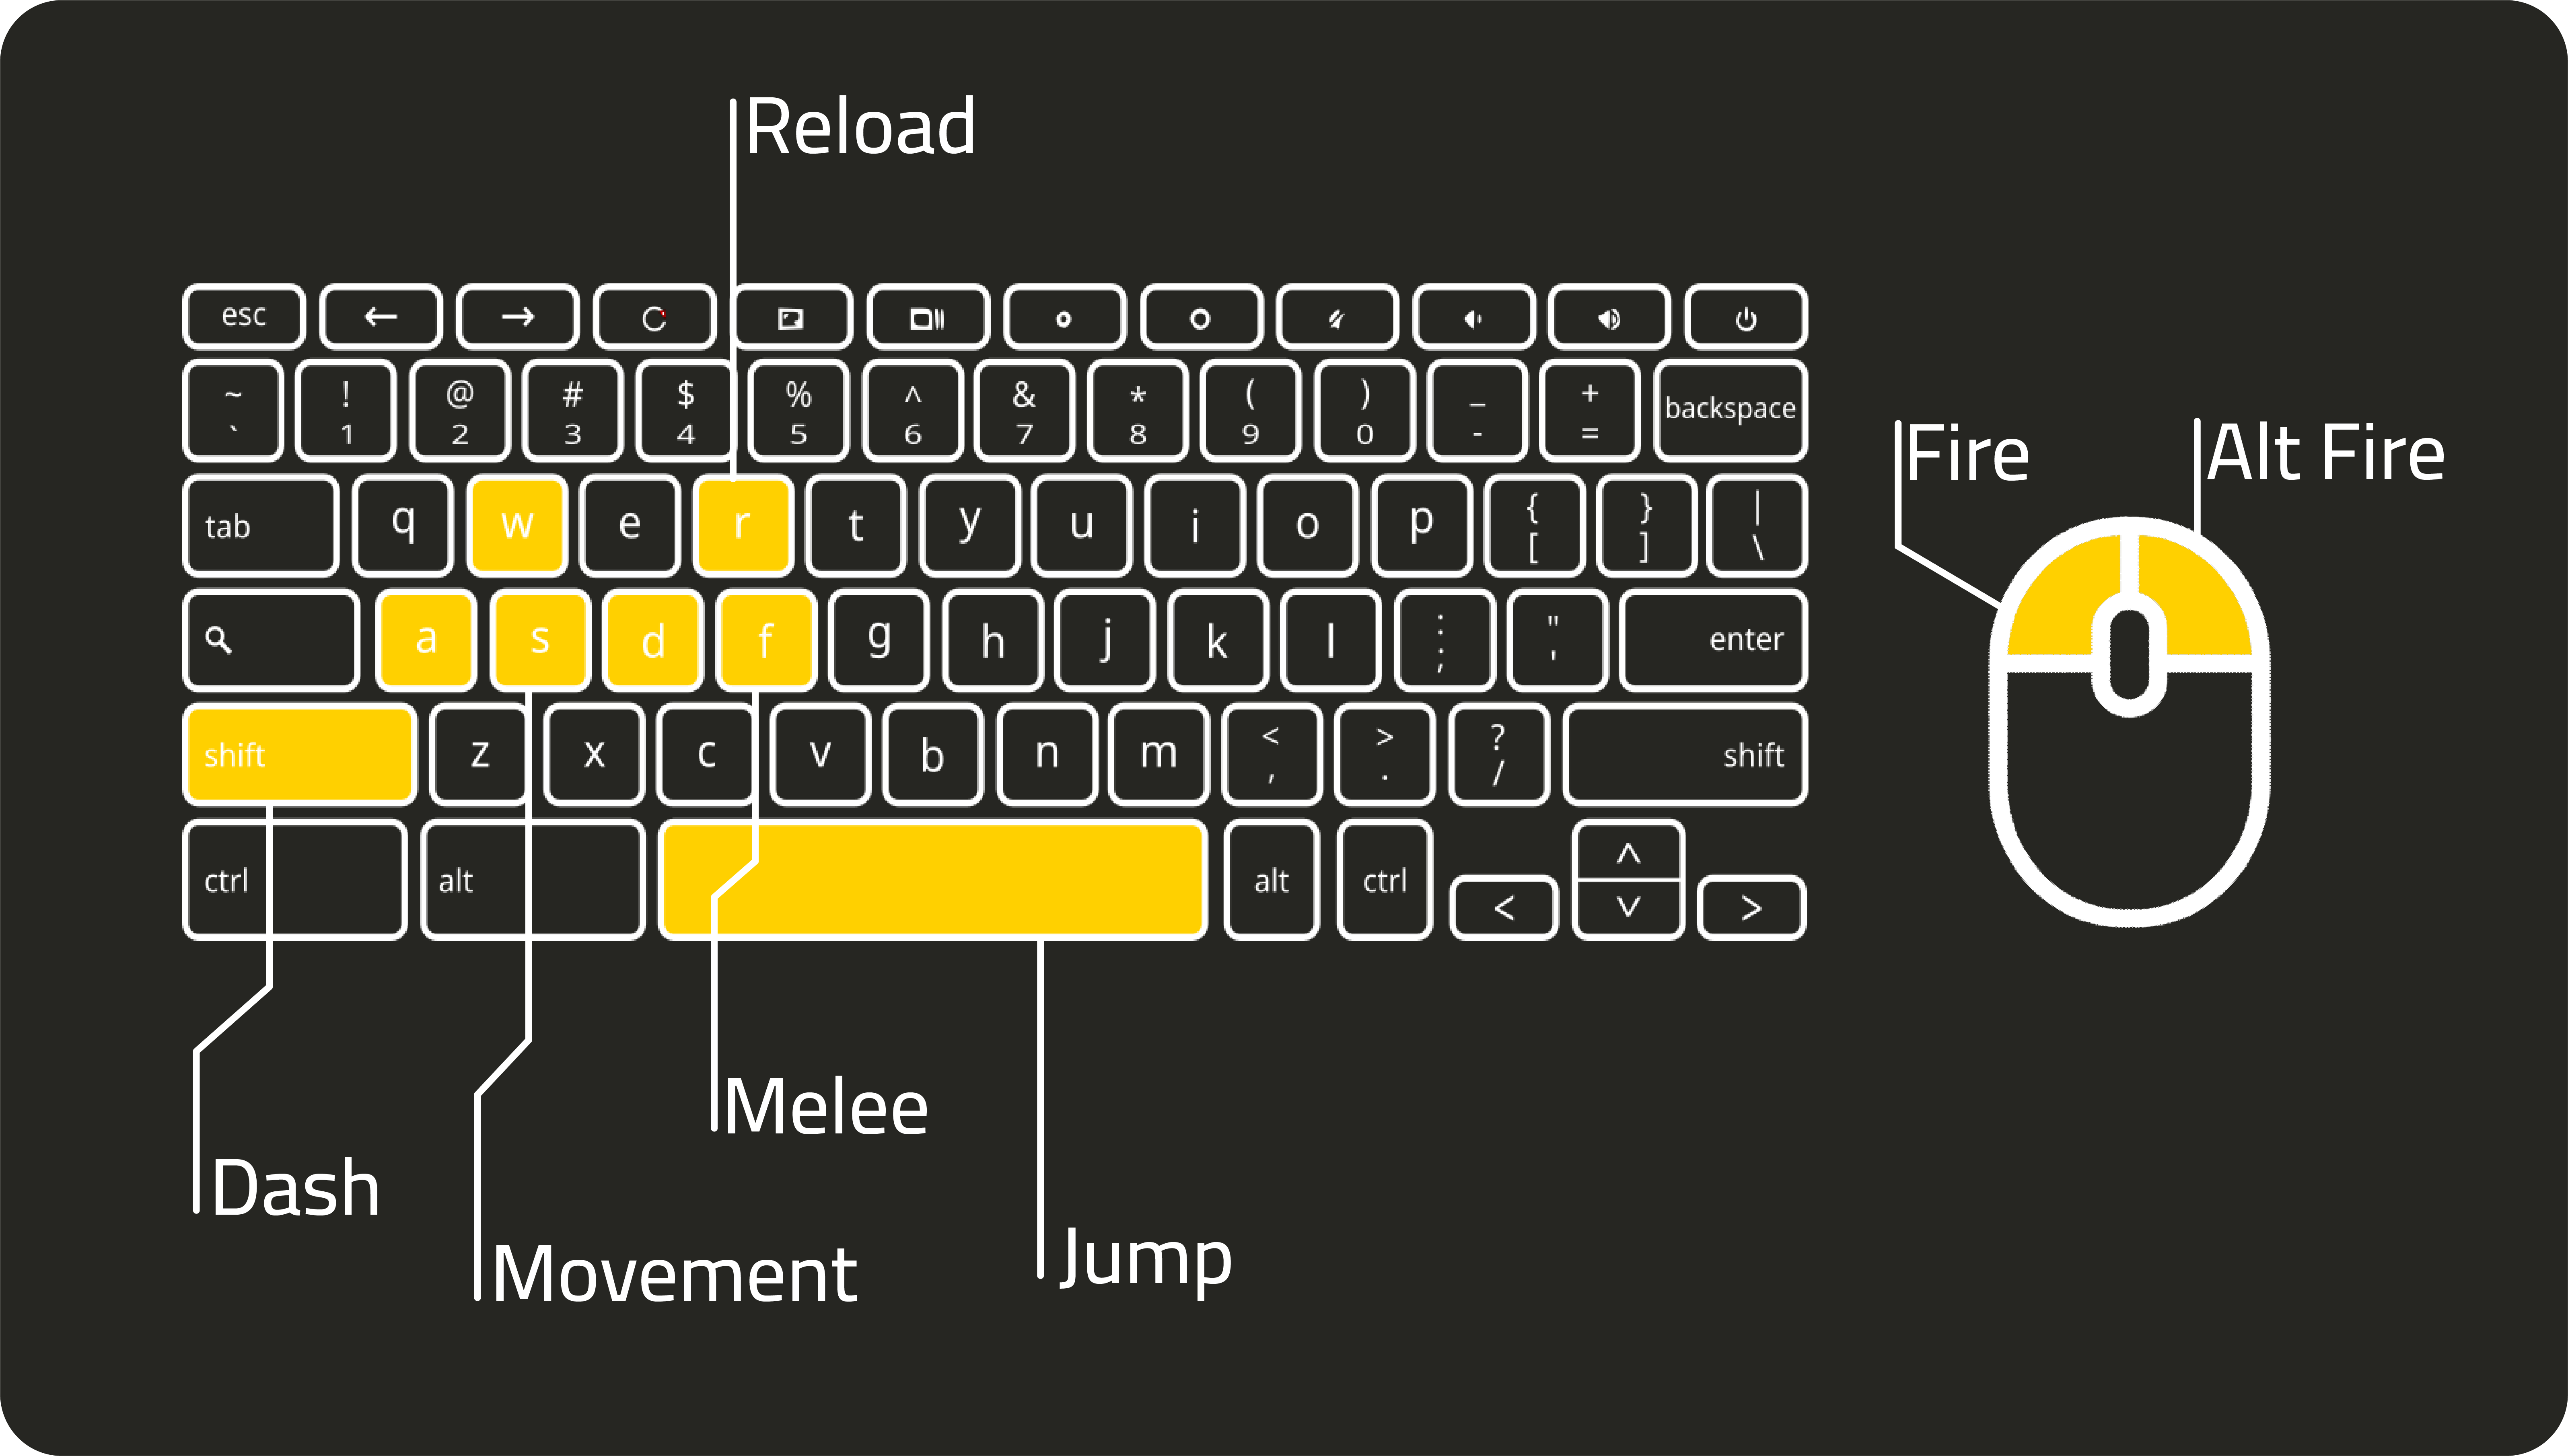 Reload
esc ← →
~ ! @ # $ % ^ & * ( ) _ + backspace
` 1 2 3 4 5 6 7 8 9 0 - =
tab q w e r t y u i o p { } |
[ ] \
a s d f g h j k l : " enter
; '
shift z x c v b n m < > ? shift
, . /
ctrl alt alt ctrl < ^ >
v
Fire Alt Fire
Melee
Dash
Movement
Jump